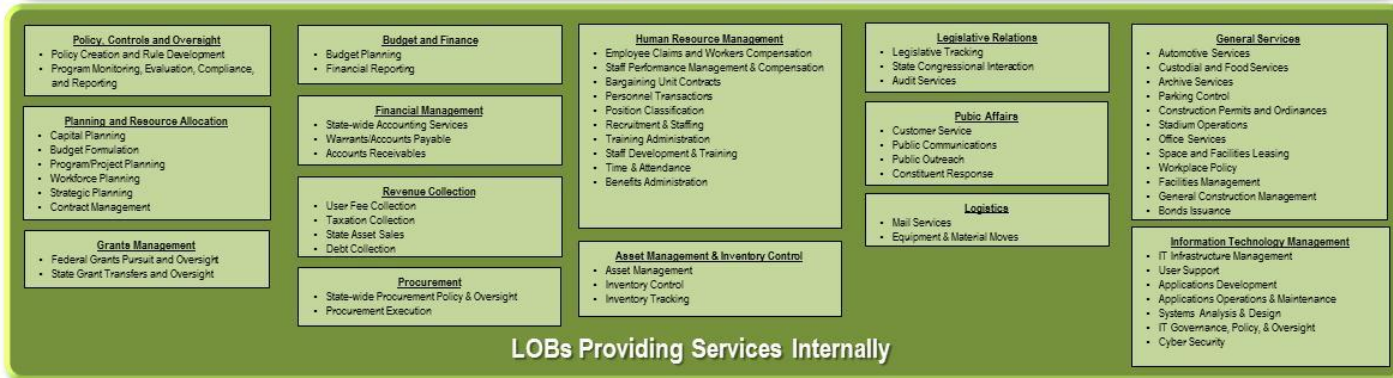 Policy, Controls and Oversight
• Policy Creation and Rule Development
• Program Monitoring, Evaluation, Compliance,
and Reporting
Planning and Resource Allocation
• Capital Planning
• Budget Formulation
• Program/Project Planning
• Workforce Planning
• Strategic Planning
• Contract Management
Grants Management
• Federal Grants Pursuit and Oversight
• State Grant Transfers and Oversight
Budget and Finance
• Budget Planning
• Financial Reporting
Financial Management
• State-wide Accounting Services
• Warrants/Accounts Payable
• Accounts Receivables
Revenue Collection
• User Fee Collection
• Taxation Collection
• State Asset Sales
• Debt Collection
Procurement
• State-wide Procurement Policy & Oversight
• Procurement Execution
Human Resource Management
• Employee Claims and Workers Compensation
• Staff Performance Management & Compensation
• Bargaining Unit Contracts
• Personnel Transactions
• Position Classification
• Recruitment & Staffing
• Training Administration
• Staff Development & Training
• Time & Attendance
• Benefits Administration
Asset Management & Inventory Control
• Asset Management
• Inventory Control
• Inventory Tracking
Legislative Relations
• Legislative Tracking
• State Congressional Interaction
• Audit Services
Pubic Affairs
• Customer Service
• Public Communications
• Public Outreach
• Constituent Response
Logistics
• Mail Services
• Equipment & Material Moves
General Services
• Automotive Services
• Custodial and Food Services
• Archive Services
• Parking Control
• Construction Permits and Ordinances
• Stadium Operations
• Office Services
• Space and Facilities Leasing
• Workplace Policy
• Facilities Management
• General Construction Management
• Bonds Issuance
Information Technology Management
• IT Infrastructure Management
• User Support
• Applications Development
• Applications Operations & Maintenance
• Systems Analysis & Design
• IT Governance, Policy, & Oversight
• Cyber Security
LOBs Providing Services Internally